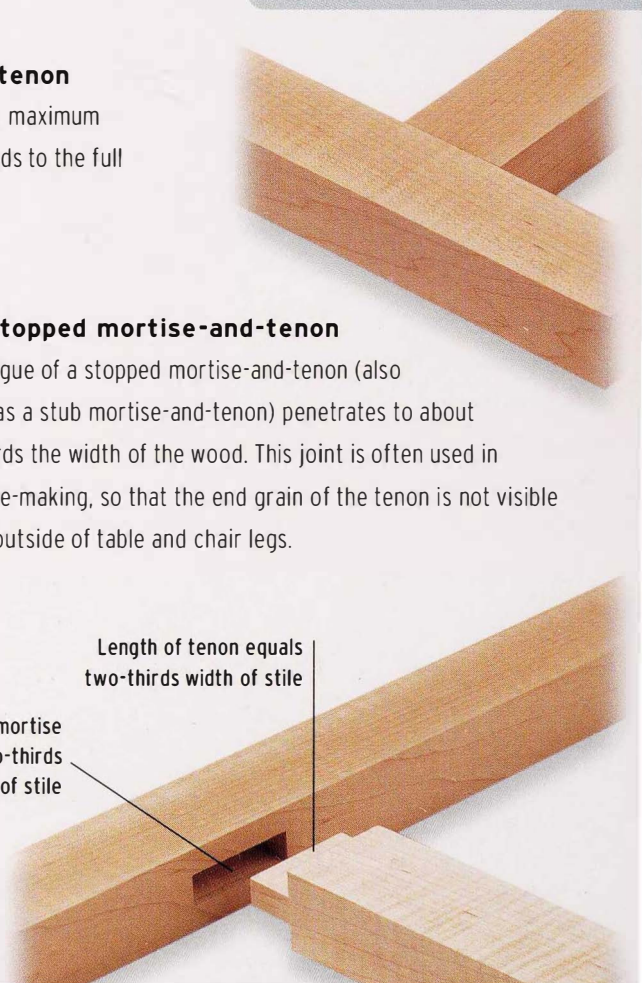 tenon
maximum
ds to the full
topped mortise-and-tenon
gue of a stopped mortise-and-tenon (also
as a stub mortise-and-tenon) penetrates to about
rds the width of the wood. This joint is often used in
e-making, so that the end grain of the tenon is not visible
outside of table and chair legs.
Length of tenon equals
two-thirds width of stile
mortise
o-thirds
of stile